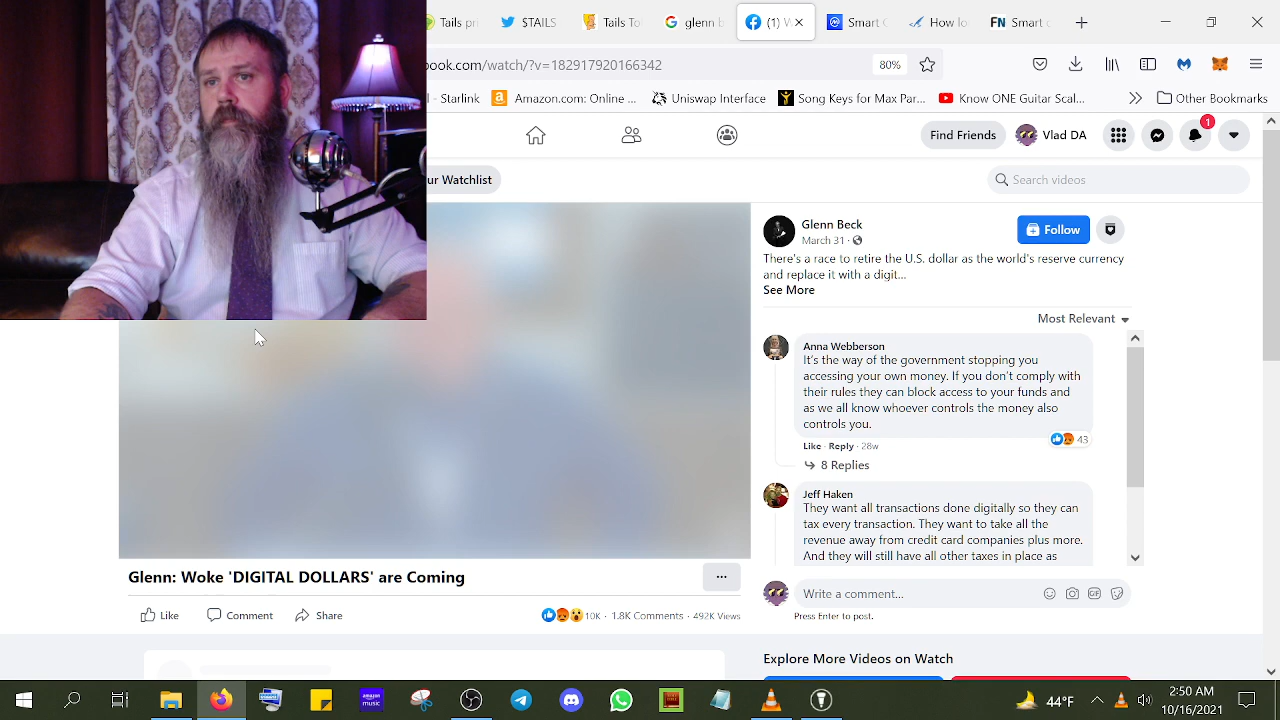 Tails pri
$TAILS
Tails To
glenn b
(1) V
Smart C
How lo
FN Smart
book.com/watch/?v=182917920166342
80%
l - Starlink
Amazon.com: Online...
Uniswap Interface
Keys for Max Par...
Know ONE Guitar
Other Bookmarks
Find Friends
Vlad DA
1
ur Watchlist
Search videos
Glenn Beck
March 31
Follow
There's a race to retire the U.S. dollar as the world's reserve currency
and replace it with a digit...
See More
Most Relevant
Anna Webberson
It's the way of the government stopping you
accessing your own money. If you don't comply with
their rules they can block access to your funds and
as we all know whoever controls the money also
controls you.
43
Like · Reply · 28w
8 Replies
Jeff Haken
They want all transactions done digitally so they can
tax every transaction. They want to take all the
revenue away from credit card companies plus more.
And they will still have all other taxes in place as
Glenn: Woke 'DIGITAL DOLLARS' are Coming
...
Write a comment...
GIF
Press Enter to post.
Like
Comment
Share
10K · 1.8K Comments · 492K Views
Explore More Videos on Watch
amazon
music
44°F
10/16/2021